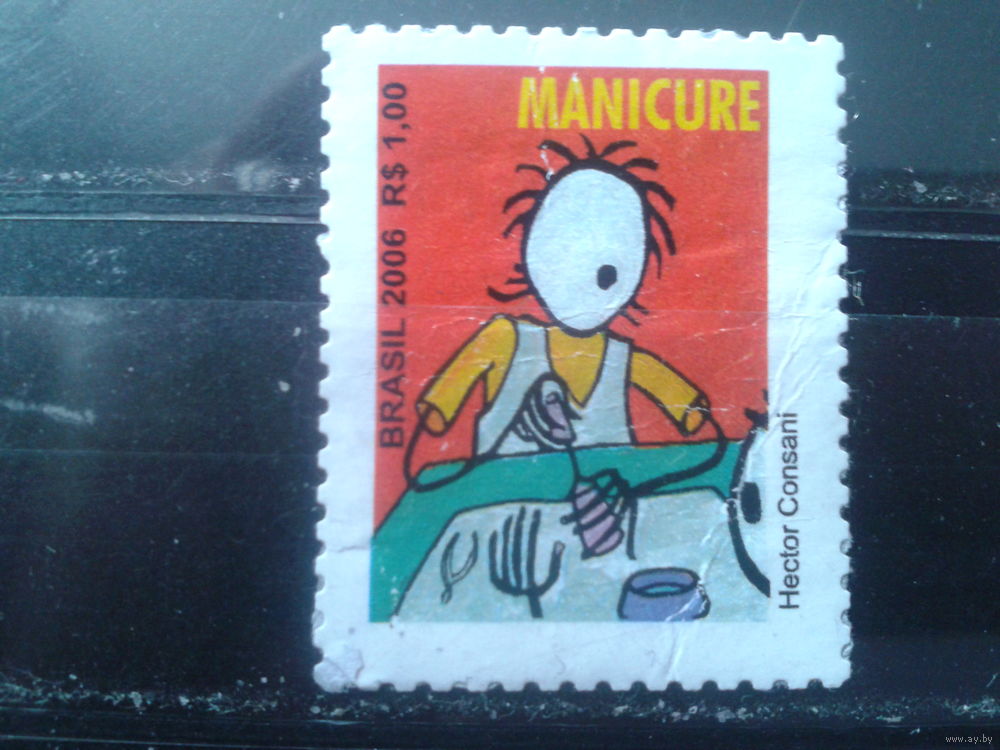 MANICURE
BRASIL 2006 R$ 1,00
Hector Consani
www.ay.by